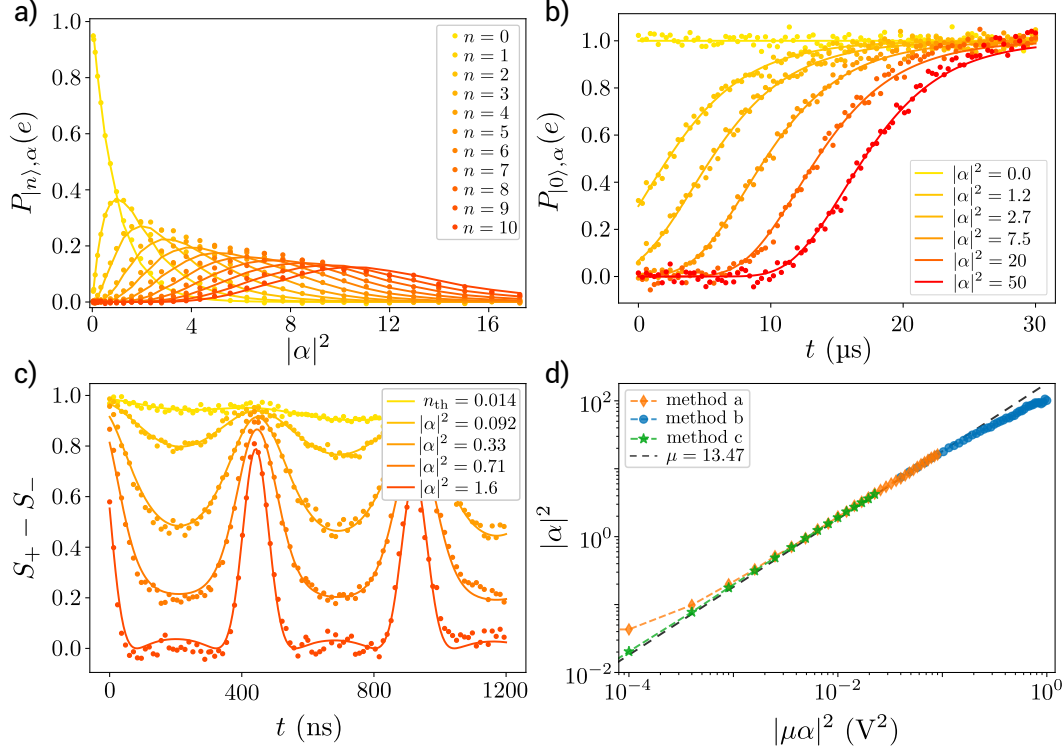 a)
1.0
0.8
0.6
0.4
0.2
0.0
P|n⟩,α(e)
0
4
8
12
16
|α|²
n = 0
n = 1
n = 2
n = 3
n = 4
n = 5
n = 6
n = 7
n = 8
n = 9
n = 10
b)
1.0
0.8
0.6
0.4
0.2
0.0
P|0⟩,α(e)
0
10
20
30
t (µs)
|α|² = 0.0
|α|² = 1.2
|α|² = 2.7
|α|² = 7.5
|α|² = 20
|α|² = 50
c)
1.0
0.8
0.6
0.4
0.2
0.0
S₊ − S₋
0
400
800
1200
t (ns)
nth = 0.014
|α|² = 0.092
|α|² = 0.33
|α|² = 0.71
|α|² = 1.6
d)
10²
10⁰
10⁻²
|α|²
10⁻⁴
10⁻²
10⁰
|μα|² (V²)
method a
method b
method c
μ = 13.47